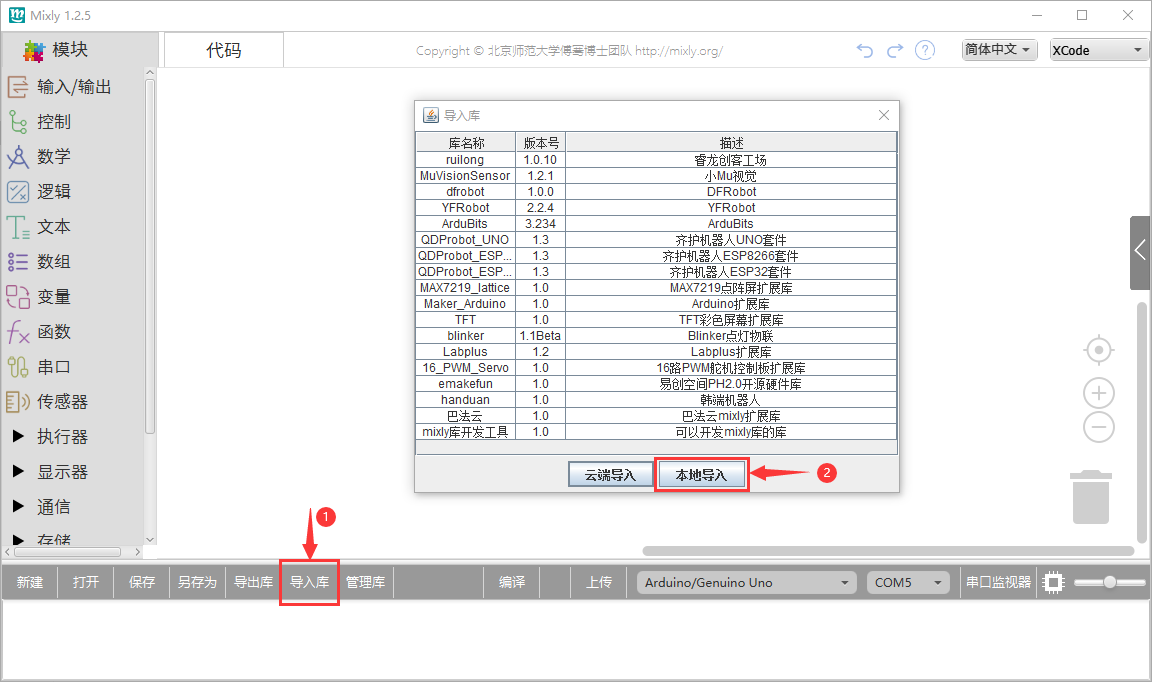 Mixly 1.2.5
模块
代码
Copyright © 北京师范大学傅骞博士团队 http://mixly.org/
?
简体中文
XCode
输入/输出
控制
数学
逻辑
文本
数组
变量
函数
串口
传感器
执行器
显示器
通信
存储
导入库
库名称 版本号 描述
ruilong 1.0.10 睿龙创客工场
MuVisionSensor 1.2.1 小Mu视觉
dfrobot 1.0.0 DFRobot
YFRobot 2.2.4 YFRobot
ArduBits 3.234 ArduBits
QDProbot_UNO 1.3 齐护机器人UNO套件
QDProbot_ESP... 1.3 齐护机器人ESP8266套件
QDProbot_ESP... 1.3 齐护机器人ESP32套件
MAX7219_lattice 1.0 MAX7219点阵屏扩展库
Maker_Arduino 1.0 Arduino扩展库
TFT 1.0 TFT彩色屏幕扩展库
blinker 1.1Beta Blinker点灯物联
Labplus 1.2 Labplus扩展库
16_PWM_Servo 1.0 16路PWM舵机控制板扩展库
emakefun 1.0 易创空间PH2.0开源硬件库
handuan 1.0 韩端机器人
巴法云 1.0 巴法云mixly扩展库
mixly库开发工具 1.0 可以开发mixly库的库
云端导入 本地导入
2
1
新建 打开 保存 另存为 导出库 导入库 管理库 编译 上传 Arduino/Genuino Uno COM5 串口监视器